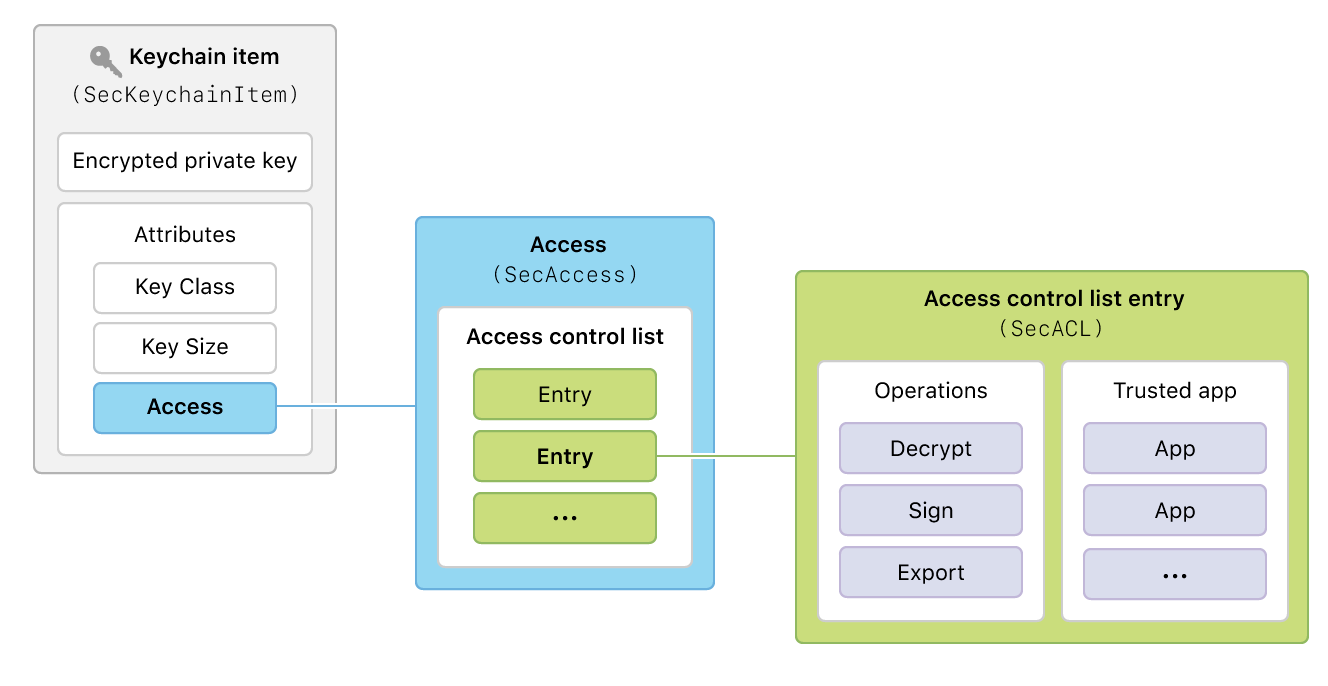 Keychain item
(SecKeychainItem)
Encrypted private key
Attributes
Key Class
Key Size
Access
Access
(SecAccess)
Access control list
Entry
Entry
...
Access control list entry
(SecACL)
Operations
Decrypt
Sign
Export
Trusted app
App
App
...